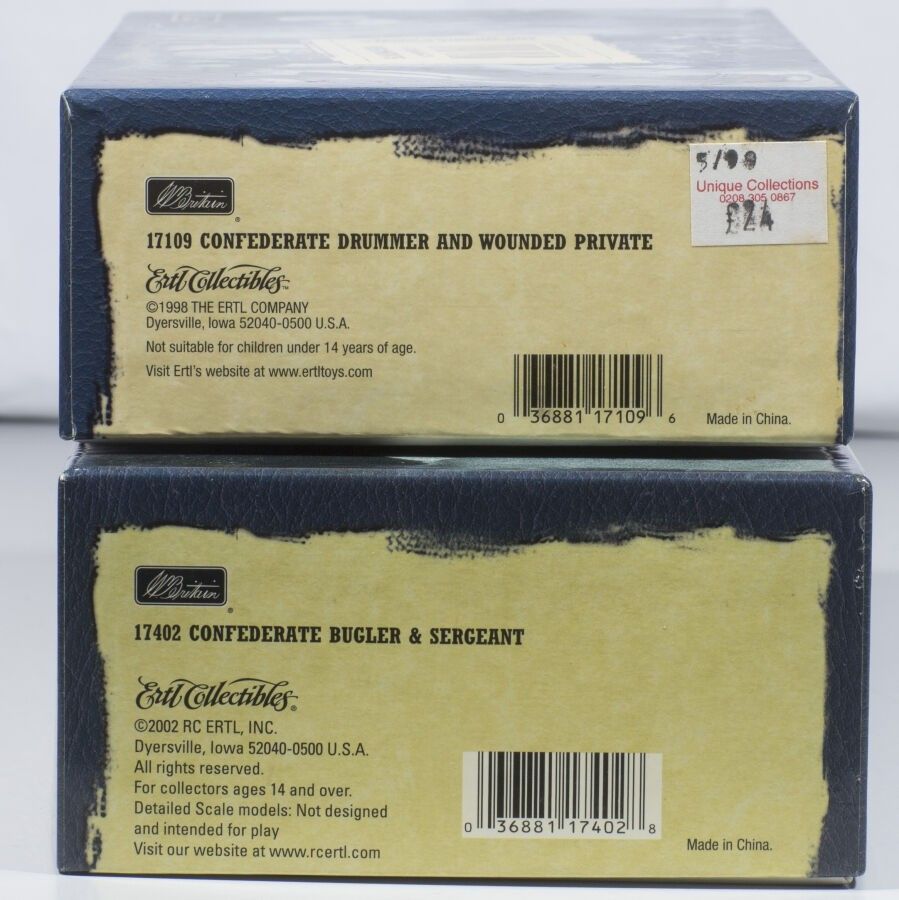 5/99
Unique Collections
0208 305 0867
£24
W Britain ®
17109 CONFEDERATE DRUMMER AND WOUNDED PRIVATE
Ertl Collectibles™
©1998 THE ERTL COMPANY
Dyersville, Iowa 52040-0500 U.S.A.
Not suitable for children under 14 years of age.
Visit Ertl's website at www.ertltoys.com
0 36881 17109 6
Made in China.
W Britain ®
17402 CONFEDERATE BUGLER & SERGEANT
Ertl Collectibles®
©2002 RC ERTL, INC.
Dyersville, Iowa 52040-0500 U.S.A.
All rights reserved.
For collectors ages 14 and over.
Detailed Scale models: Not designed
and intended for play
Visit our website at www.rcertl.com
0 36881 17402 8
Made in China.